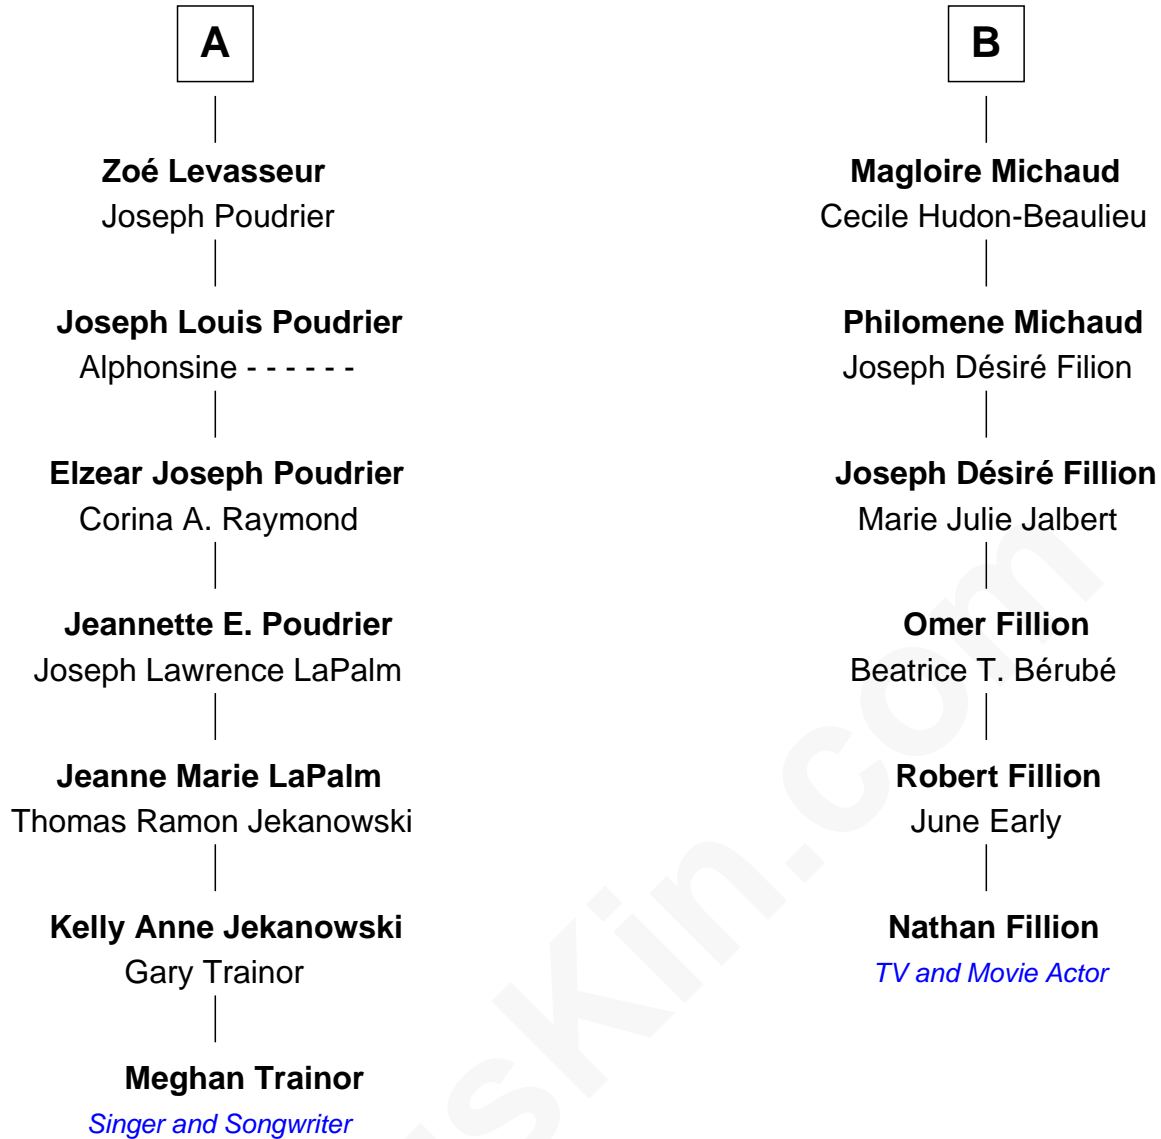 A
Zoé Levasseur
Joseph Poudrier
Joseph Louis Poudrier
Alphonsine - - - - - -
Elzear Joseph Poudrier
Corina A. Raymond
Jeannette E. Poudrier
Joseph Lawrence LaPalm
Jeanne Marie LaPalm
Thomas Ramon Jekanowski
Kelly Anne Jekanowski
Gary Trainor
Meghan Trainor
Singer and Songwriter
B
Magloire Michaud
Cecile Hudon-Beaulieu
Philomene Michaud
Joseph Désiré Filion
Joseph Désiré Fillion
Marie Julie Jalbert
Omer Fillion
Beatrice T. Bérubé
Robert Fillion
June Early
Nathan Fillion
TV and Movie Actor